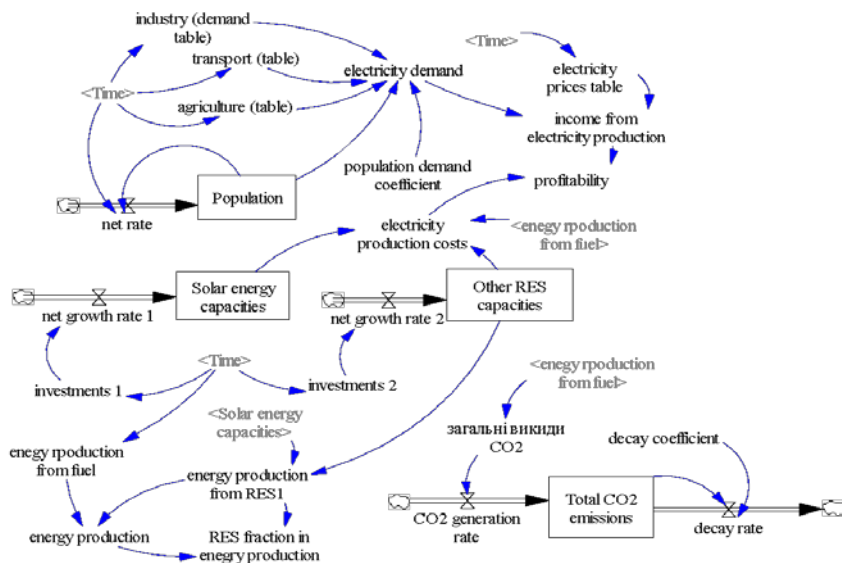 industry (demand
table)
transport (table)
<Time>
agriculture (table)
electricity demand
<Time>
electricity
prices table
income from
electricity production
population demand
coefficient
profitability
Population
net rate
electricity
production costs
<enegy rpoduction
from fuel>
Solar energy
capacities
net growth rate 1
Other RES
capacities
net growth rate 2
<Time>
investments 1
investments 2
<enegy rpoduction
from fuel>
<Solar energy
capacities>
загальні викиди
CO2
decay coefficient
enegy rpoduction
from fuel
energy production
from RES1
Total CO2
emissions
CO2 generation
rate
decay rate
energy production
RES fraction in
enegry production